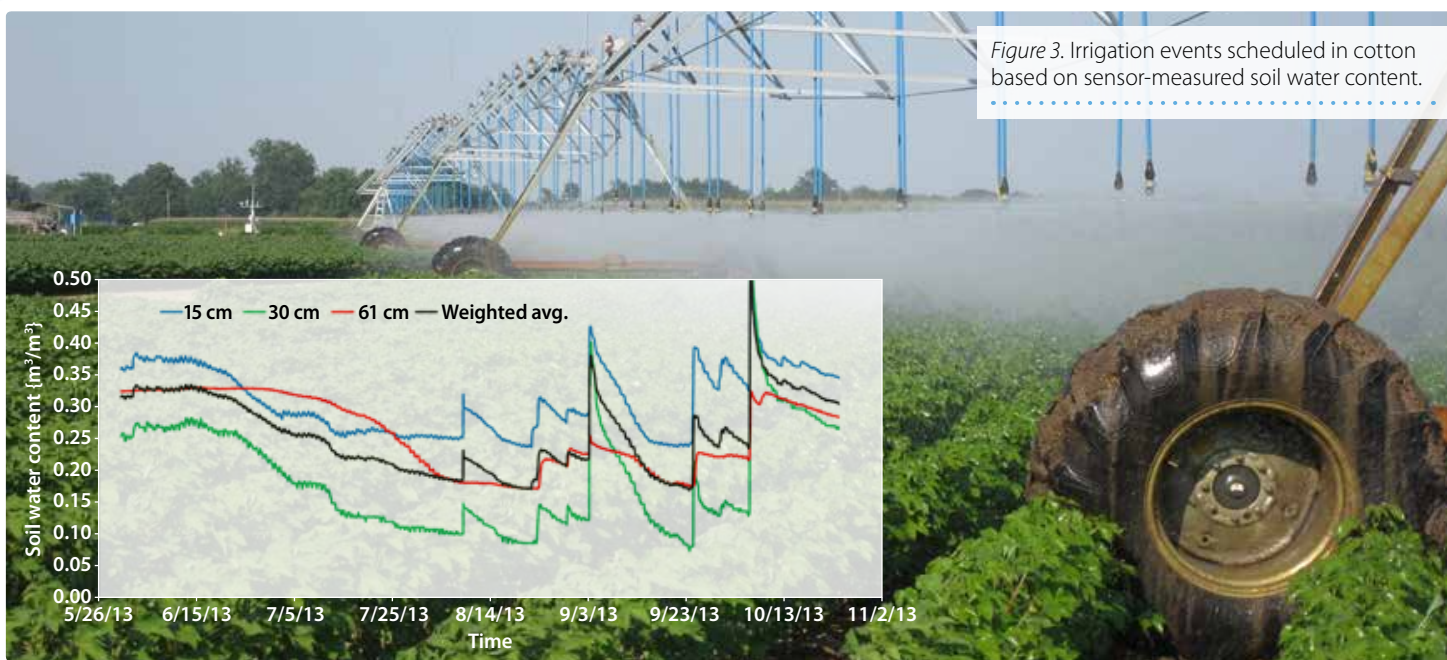 Figure 3. Irrigation events scheduled in cotton
based on sensor-measured soil water content.
0.50
0.45
0.40
0.35
0.30
0.25
0.20
0.15
0.10
0.05
0.00
Soil water content {m³/m³}
15 cm 30 cm 61 cm Weighted avg.
5/26/13 6/15/13 7/5/13 7/25/13 8/14/13 9/3/13 9/23/13 10/13/13 11/2/13
Time